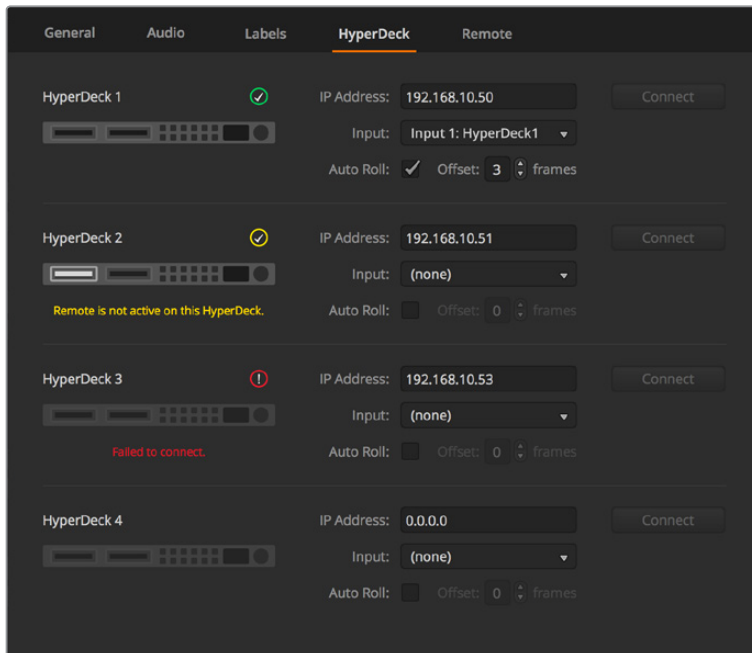 General Audio Labels HyperDeck Remote
HyperDeck 1 IP Address: 192.168.10.50 Connect
Input: Input 1: HyperDeck1
Auto Roll: Offset: 3 frames
HyperDeck 2 IP Address: 192.168.10.51 Connect
Input: (none)
Remote is not active on this HyperDeck. Auto Roll: Offset: 0 frames
HyperDeck 3 IP Address: 192.168.10.53 Connect
Input: (none)
Failed to connect. Auto Roll: Offset: 0 frames
HyperDeck 4 IP Address: 0.0.0.0 Connect
Input: (none)
Auto Roll: Offset: 0 frames